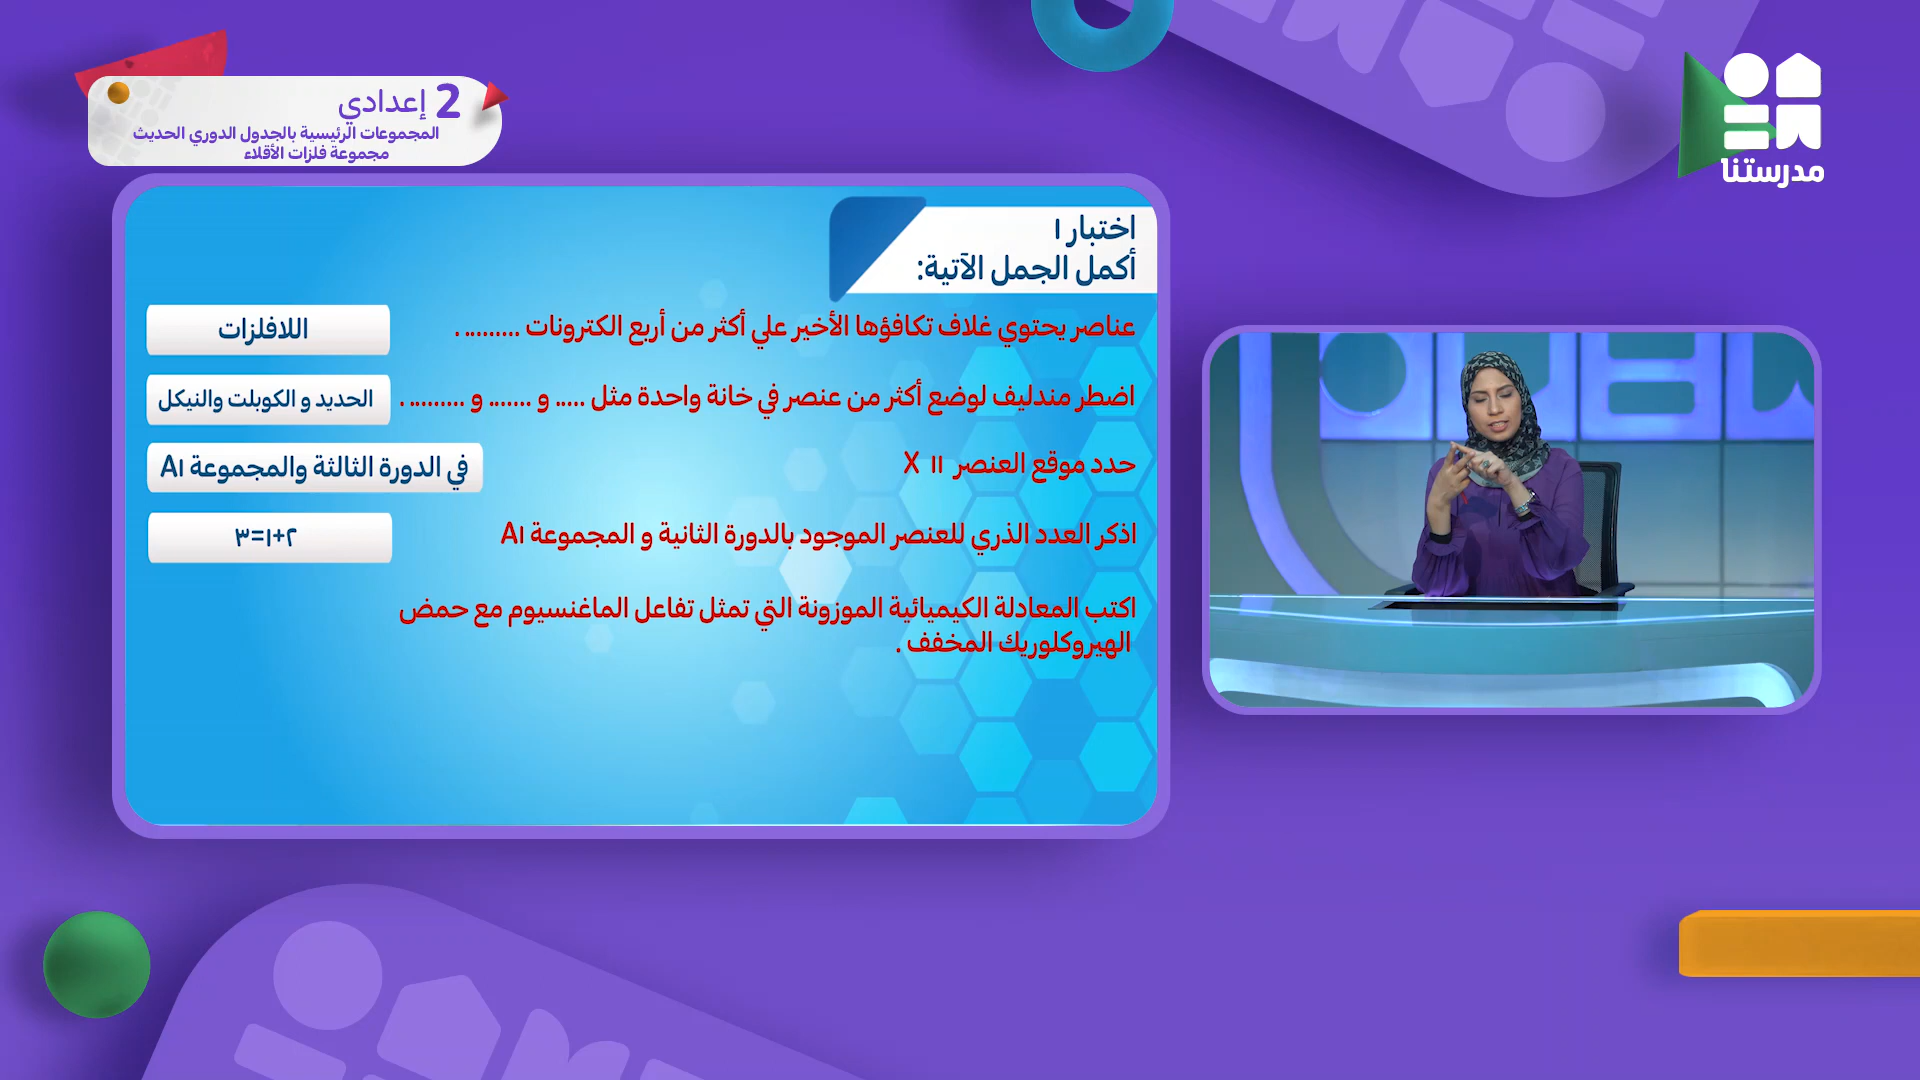 2 إعدادي
المجموعات الرئيسية بالجدول الدوري الحديث
مجموعة فلزات الأقلاء
مدرستنا
اختبار ١
أكمل الجمل الآتية:
عناصر يحتوي غلاف تكافؤها الأخير علي أكثر من أربع الكترونات ......... .
اللافلزات
اضطر مندليف لوضع أكثر من عنصر في خانة واحدة مثل ..... و ....... و ......... .
الحديد و الكوبلت والنيكل
حدد موقع العنصر X ١١
في الدورة الثالثة والمجموعة A١
اذكر العدد الذري للعنصر الموجود بالدورة الثانية و المجموعة A١
٢+١=٣
اكتب المعادلة الكيميائية الموزونة التي تمثل تفاعل الماغنسيوم مع حمض
الهيروكلوريك المخفف .